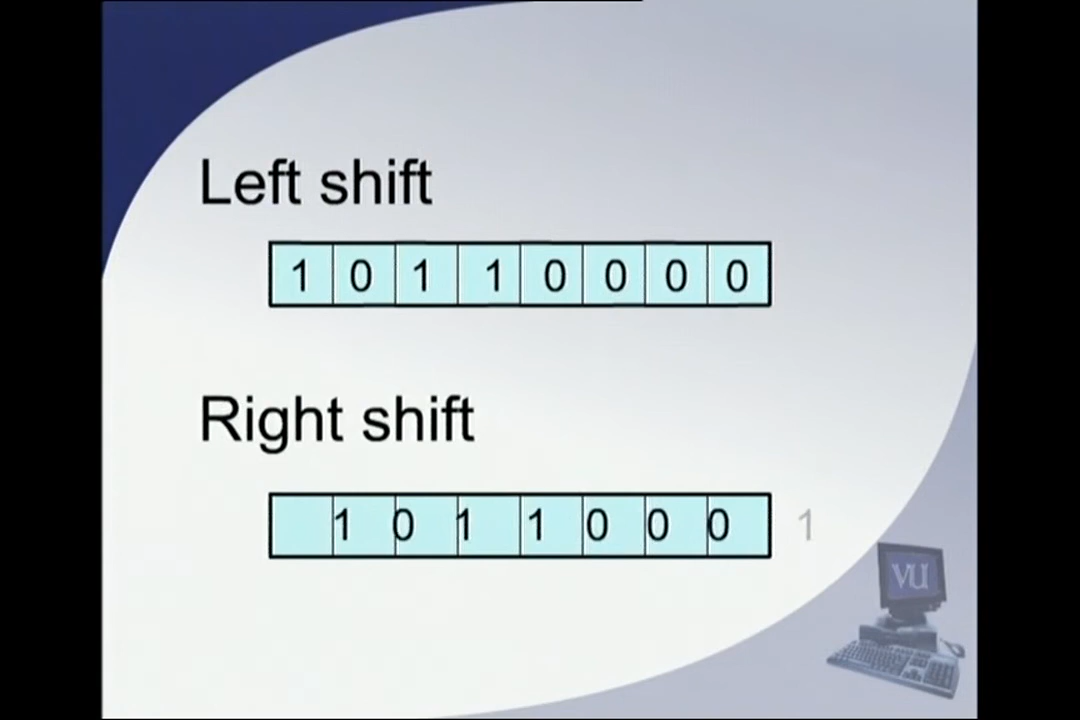 Left shift
1 0 1 1 0 0 0 0
Right shift
1 0 1 1 0 0 0 1
VU